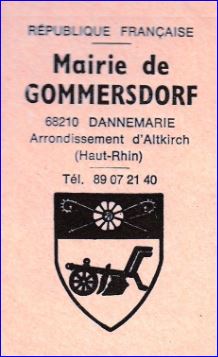 RÉPUBLIQUE FRANÇAISE
Mairie de
GOMMERSDORF
68210 DANNEMARIE
Arrondissement d'Altkirch
(Haut-Rhin)
Tél. 89 07 21 40